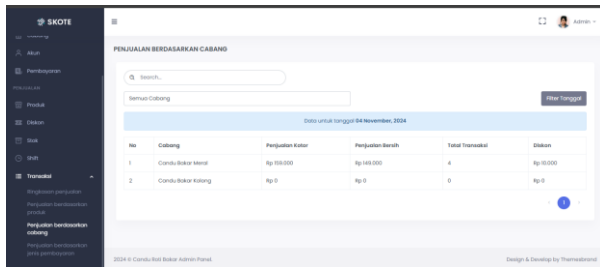 SKOTE
Admin
Akun
Pembayaran
PENJUALAN
Produk
Diskon
Stok
Shift
Transaksi
Ringkasan penjualan
Penjualan berdasarkan
produk
Penjualan berdasarkan
cabang
Penjualan berdasarkan
jenis pembayaran
PENJUALAN BERDASARKAN CABANG
Search...
Semua Cabang
Filter Tanggal
Data untuk tanggal 04 November, 2024
No Cabang Penjualan Kotor Penjualan Bersih Total Transaksi Diskon
1 Candu Bakar Meral Rp 159.000 Rp 149.000 4 Rp 10.000
2 Candu Bakar Kolong Rp 0 Rp 0 0 Rp 0
1
2024 © Candu Roti Bakar Admin Panel.
Design & Develop by Themesbrand